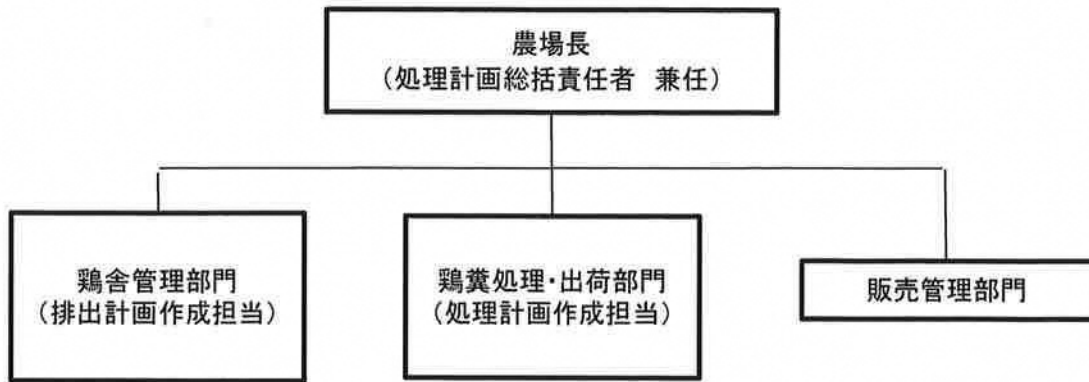 農場長
（処理計画総括責任者　兼任）
鶏舎管理部門
（排出計画作成担当）
鶏糞処理・出荷部門
（処理計画作成担当）
販売管理部門